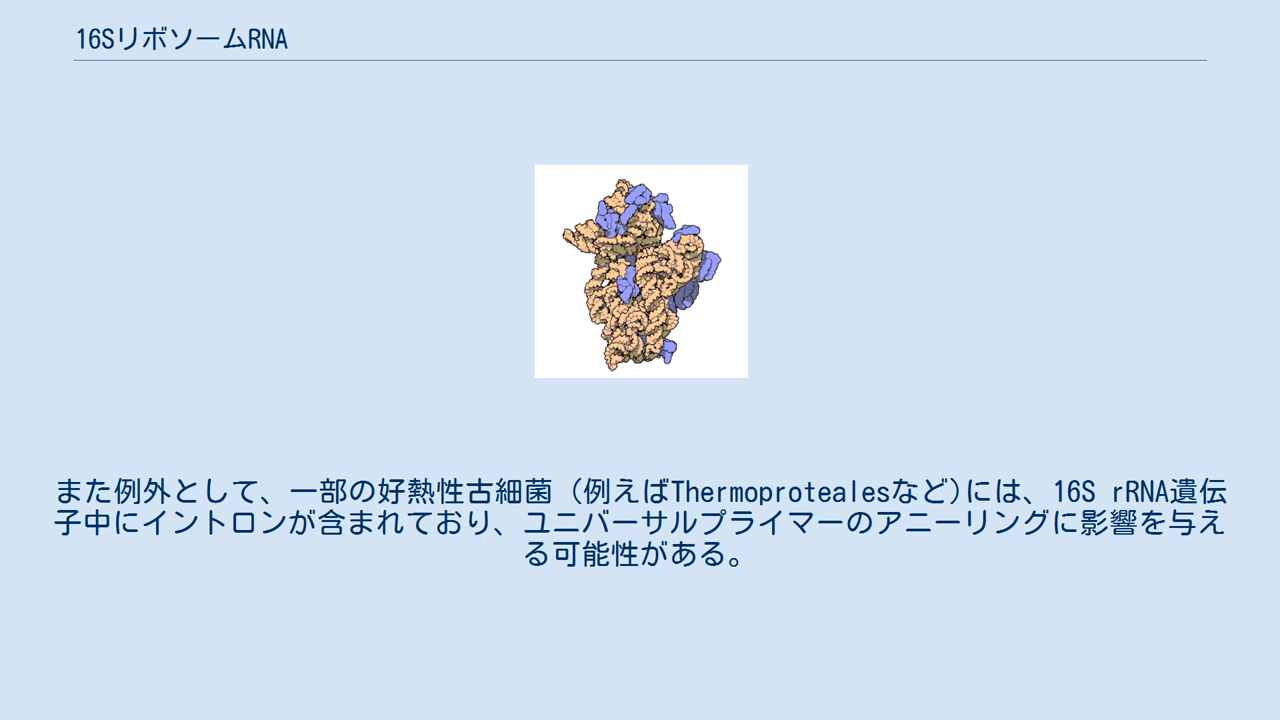 16SリボソームRNA
また例外として、一部の好熱性古細菌 (例えばThermoprotealesなど)には、16S rRNA遺伝
子中にイントロンが含まれており、ユニバーサルプライマーのアニーリングに影響を与え
る可能性がある。